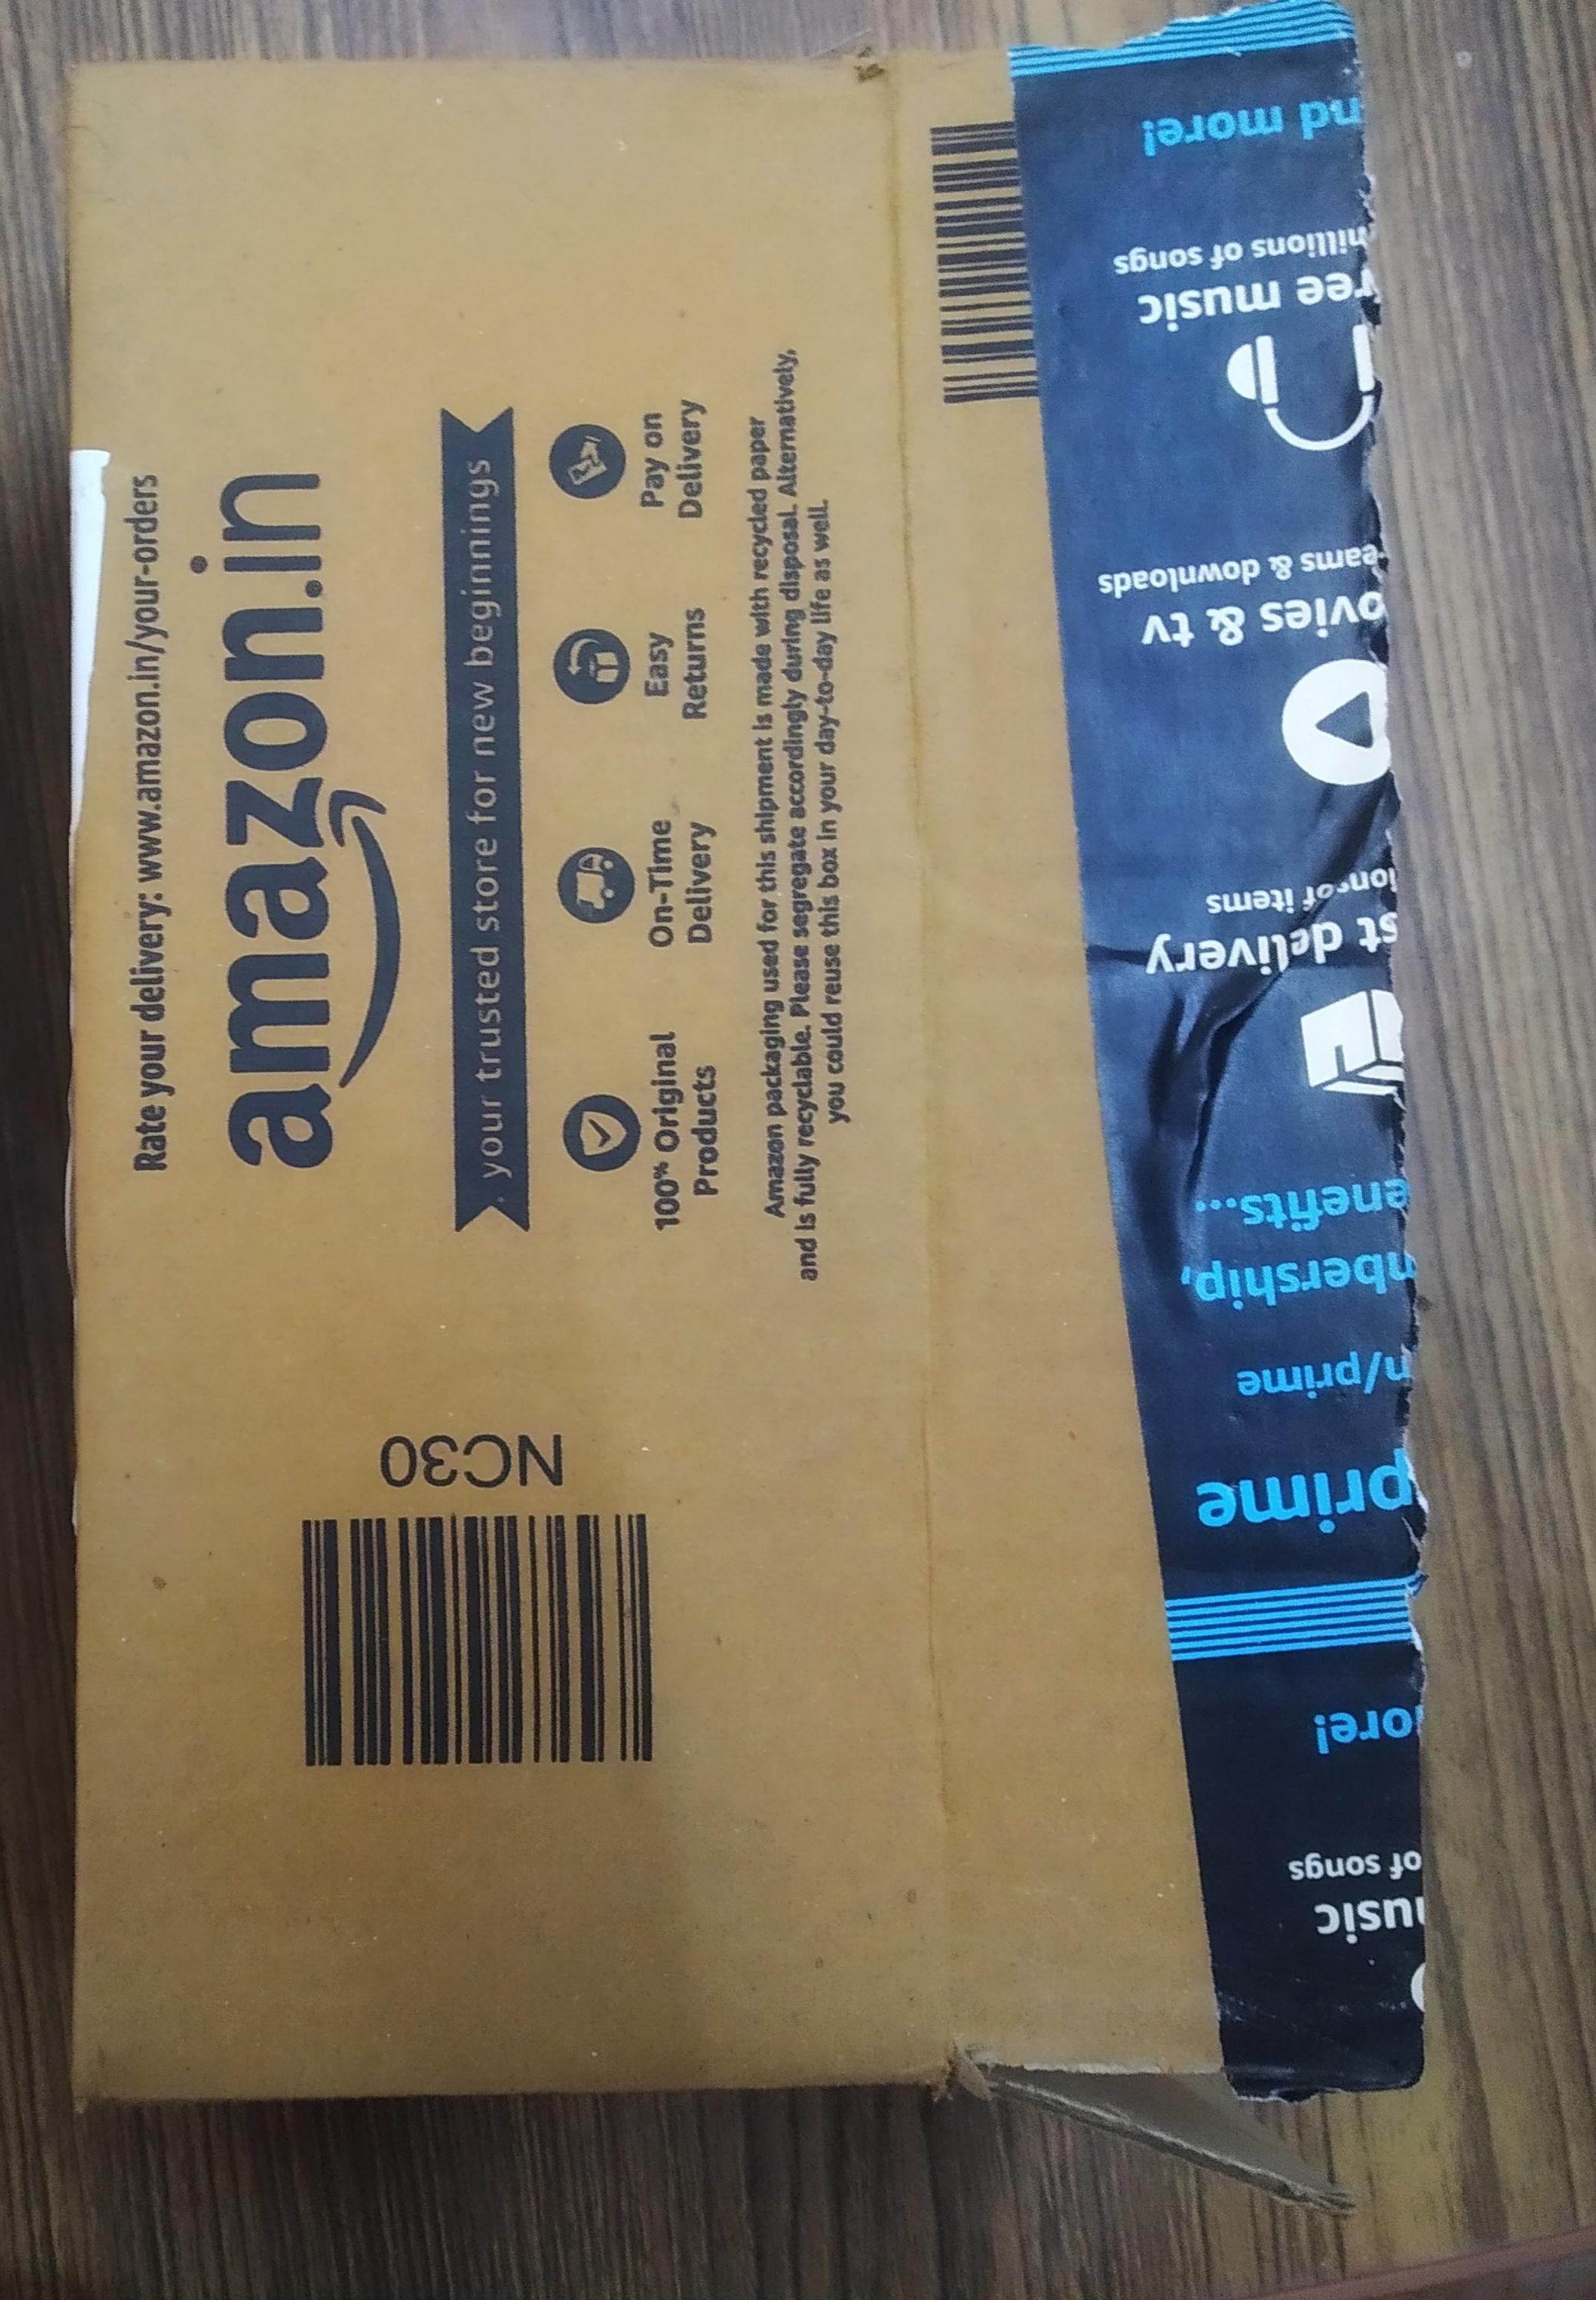 Rate your delivery: www.amazon.in/your-orders
amazon.in
your trusted store for new beginnings
100% Original
Products
On-Time
Delivery
Easy
Returns
Pay on
Delivery
Amazon packaging used for this shipment is made with recycled paper
and is fully recyclable. Please segregate accordingly during disposal. Alternatively,
you could reuse this box in your day-to-day life as well.
NC30
usic
of songs
ore!
prime
n/prime
mbership,
enefits...
st delivery
ions of items
ovies & tv
eams & downloads
ree music
millions of songs
nd more!